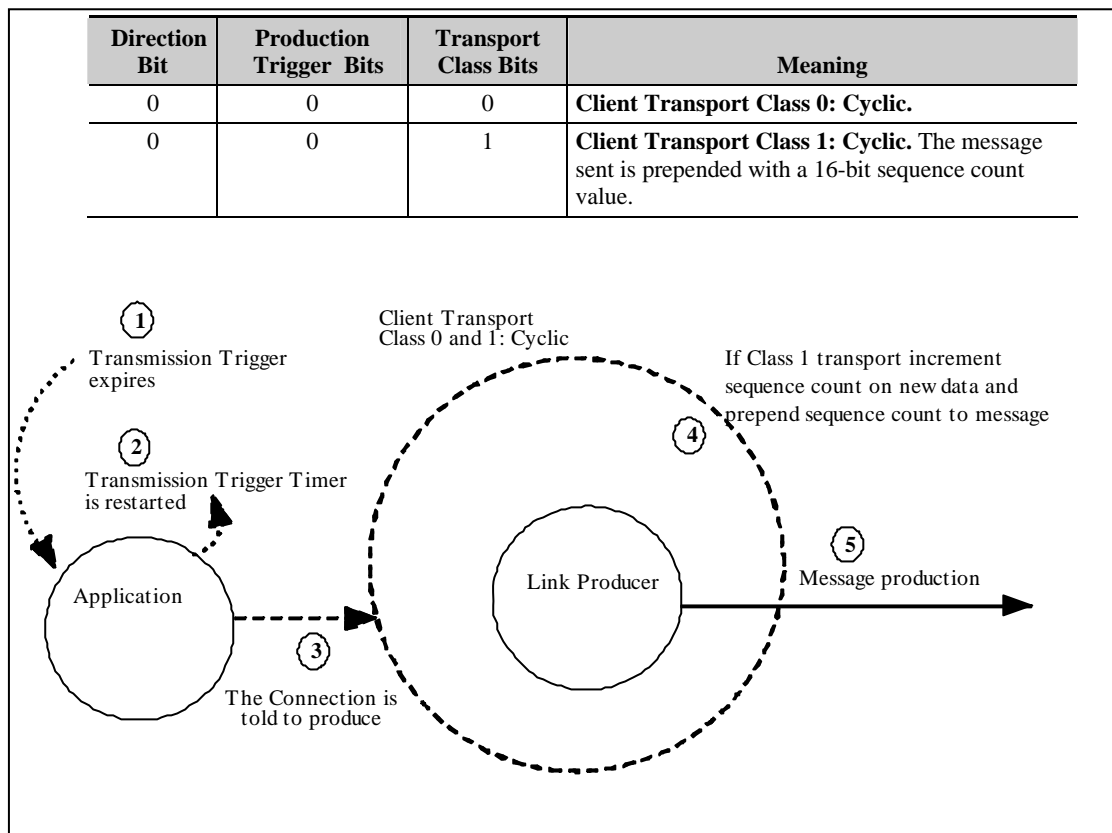 Direction Bit
Production Trigger Bits
Transport Class Bits
Meaning
0 0 0 Client Transport Class 0: Cyclic.
0 0 1 Client Transport Class 1: Cyclic. The message
sent is prepended with a 16-bit sequence count
value.
1
Transmission Trigger
expires
2
Transmission Trigger Timer
is restarted
Application
3
The Connection is
told to produce
Client Transport
Class 0 and 1: Cyclic
If Class 1 transport increment
sequence count on new data and
prepend sequence count to message
4
Link Producer
5
Message production